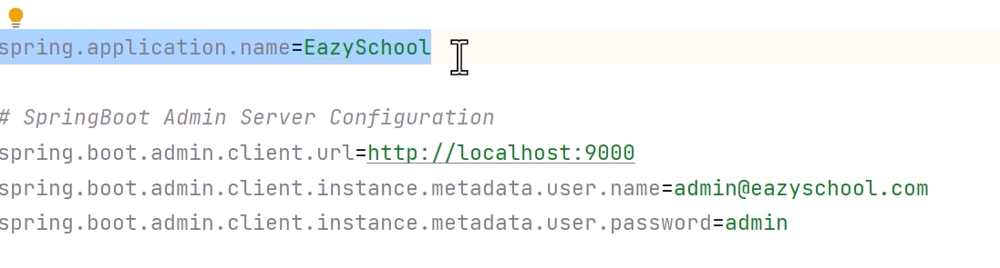 spring.application.name=EazySchool
# SpringBoot Admin Server Configuration
spring.boot.admin.client.url=http://localhost:9000
spring.boot.admin.client.instance.metadata.user.name=admin@eazyschool.com
spring.boot.admin.client.instance.metadata.user.password=admin